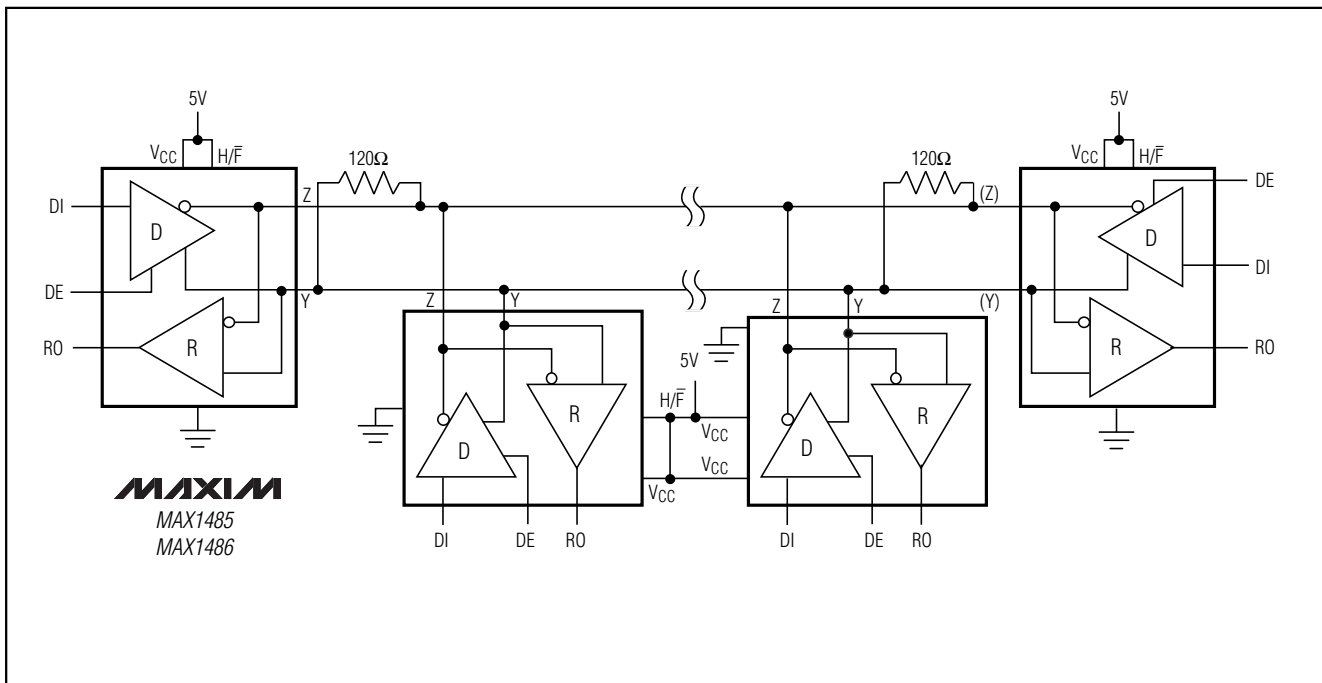 5V
5V
VCC H/F̅
120Ω
120Ω
VCC H/F̅
DI
D
Z
(Z)
D
DE
DI
DE
Y
Z
Y
Z
Y
(Y)
RO
R
R
RO
5V
H/F̅
VCC
D
R
VCC
VCC
D
R
MAXIM
MAX1485
MAX1486
DI
DE
RO
DI
DE
RO